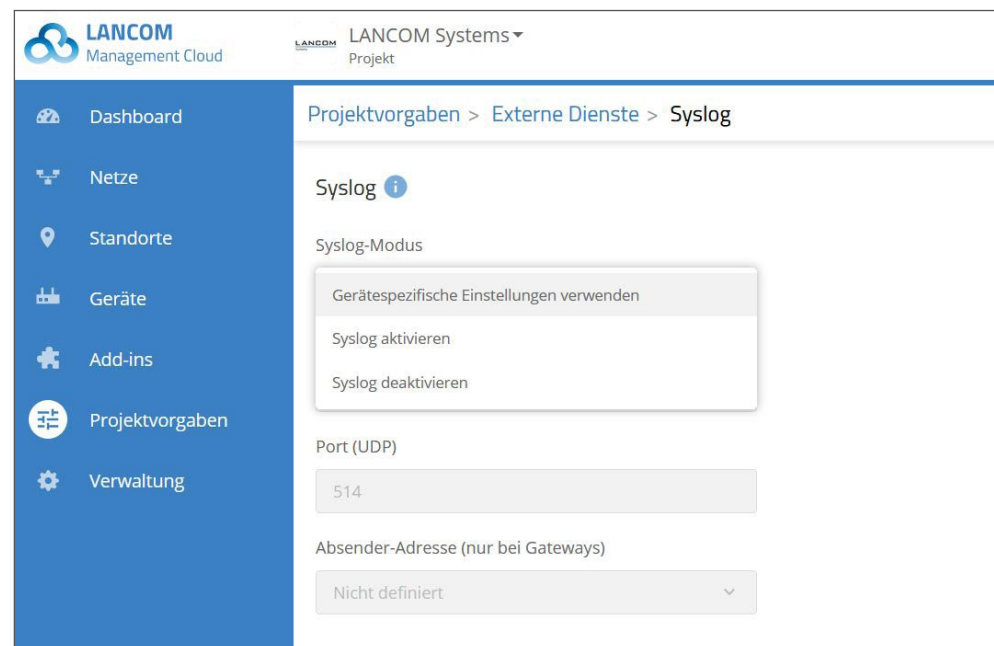 LANCOM
Management Cloud
LANCOM
LANCOM Systems
Projekt
Dashboard
Netze
Standorte
Geräte
Add-ins
Projektvorgaben
Verwaltung
Projektvorgaben > Externe Dienste > Syslog
Syslog i
Syslog-Modus
Gerätespezifische Einstellungen verwenden
Syslog aktivieren
Syslog deaktivieren
Port (UDP)
514
Absender-Adresse (nur bei Gateways)
Nicht definiert